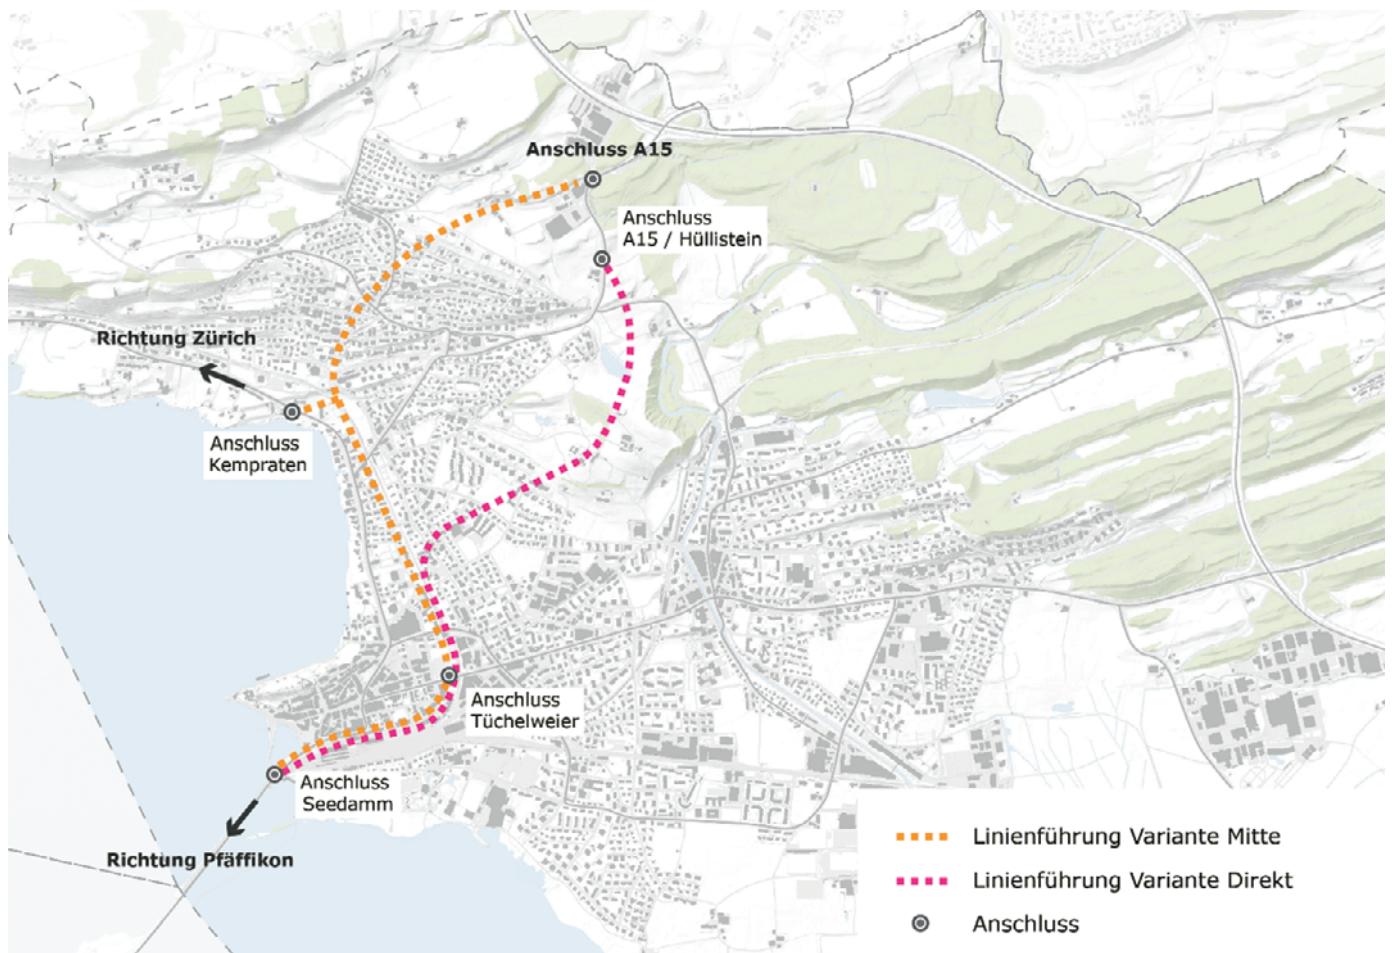 Anschluss A15
Anschluss
A15 / Hüllistein
Richtung Zürich
Anschluss
Kempraten
Anschluss
Tüchelweier
Anschluss
Seedamm
Richtung Pfäffikon
Linienführung Variante Mitte
Linienführung Variante Direkt
Anschluss